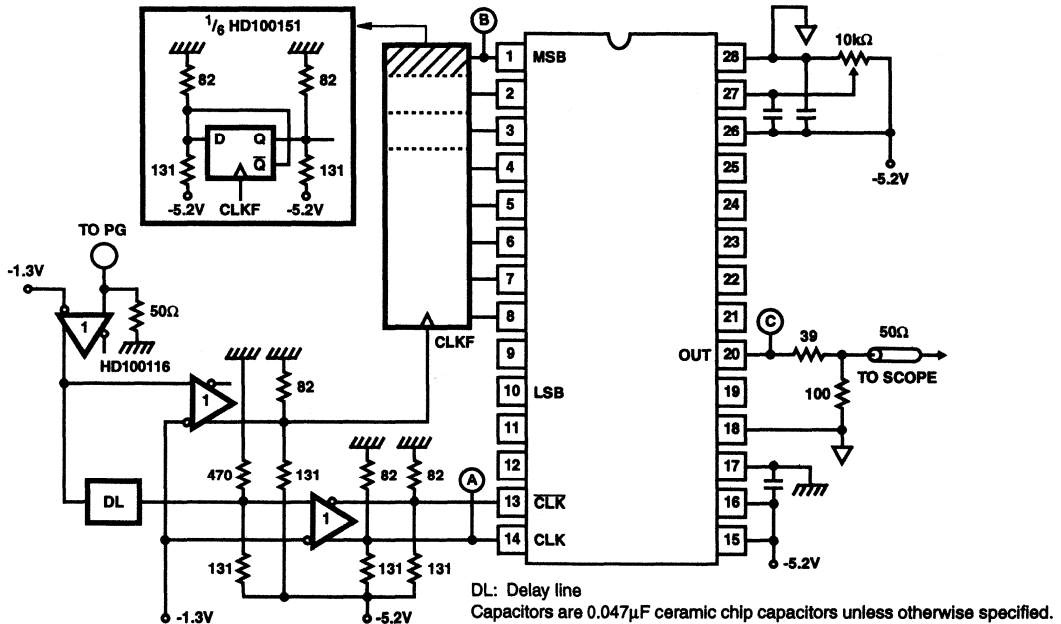 1/6 HD100151
82
82
D
Q
Q̅
131
131
-5.2V
CLKF
-5.2V
B
1
MSB
2
3
4
5
6
7
8
9
10
LSB
11
12
13
C̅L̅K̅
14
CLK
28
27
26
25
24
23
22
21
OUT
20
19
18
17
16
15
10kΩ
-5.2V
C
39
50Ω
TO SCOPE
100
-5.2V
TO PG
-1.3V
1
50Ω
HD100116
CLKF
1
82
470
131
82
82
A
DL
1
131
131
131
-1.3V
-5.2V
DL: Delay line
Capacitors are 0.047μF ceramic chip capacitors unless otherwise specified.